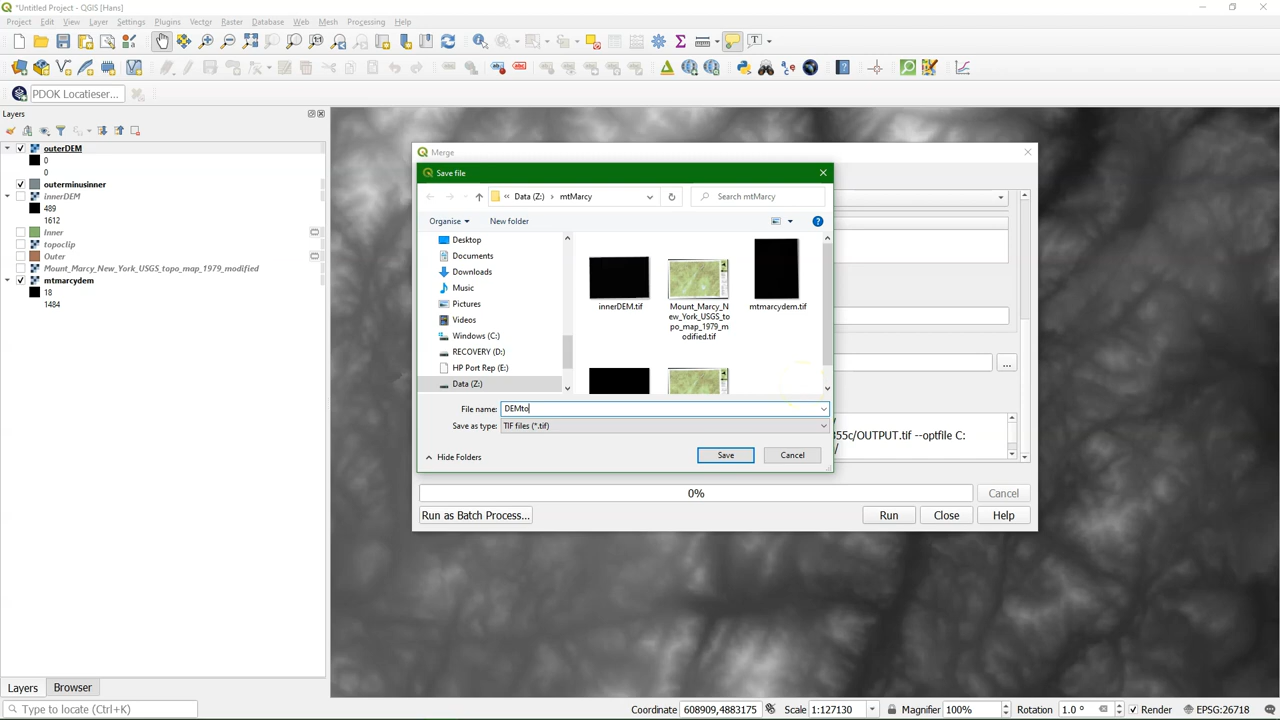 *Untitled Project - QGIS [Hans]
Project Edit View Layer Settings Plugins Vector Raster Database Web Mesh Processing Help
PDOK Locatieser...
Layers
outerDEM
0
0
outerminusinner
innerDEM
489
1612
Inner
topoclip
Outer
Mount_Marcy_New_York_USGS_topo_map_1979_modified
mtmarcydem
18
1484
Merge
Save file
« Data (Z:) › mtMarcy
Search mtMarcy
Organise New folder
Desktop
Documents
Downloads
Music
Pictures
Videos
Windows (C:)
RECOVERY (D:)
HP Port Rep (E:)
Data (Z:)
innerDEM.tif
Mount_Marcy_N
ew_York_USGS_to
po_map_1979_m
odified.tif
mtmarcydem.tif
File name: DEMto
Save as type: TIF files (*.tif)
Hide Folders Save Cancel
…
355c/OUTPUT.tif --optfile C:
/
0% Cancel
Run as Batch Process... Run Close Help
Layers Browser
Type to locate (Ctrl+K) Coordinate 608909,4883175 Scale 1:127130 Magnifier 100% Rotation 1.0 ° Render EPSG:26718